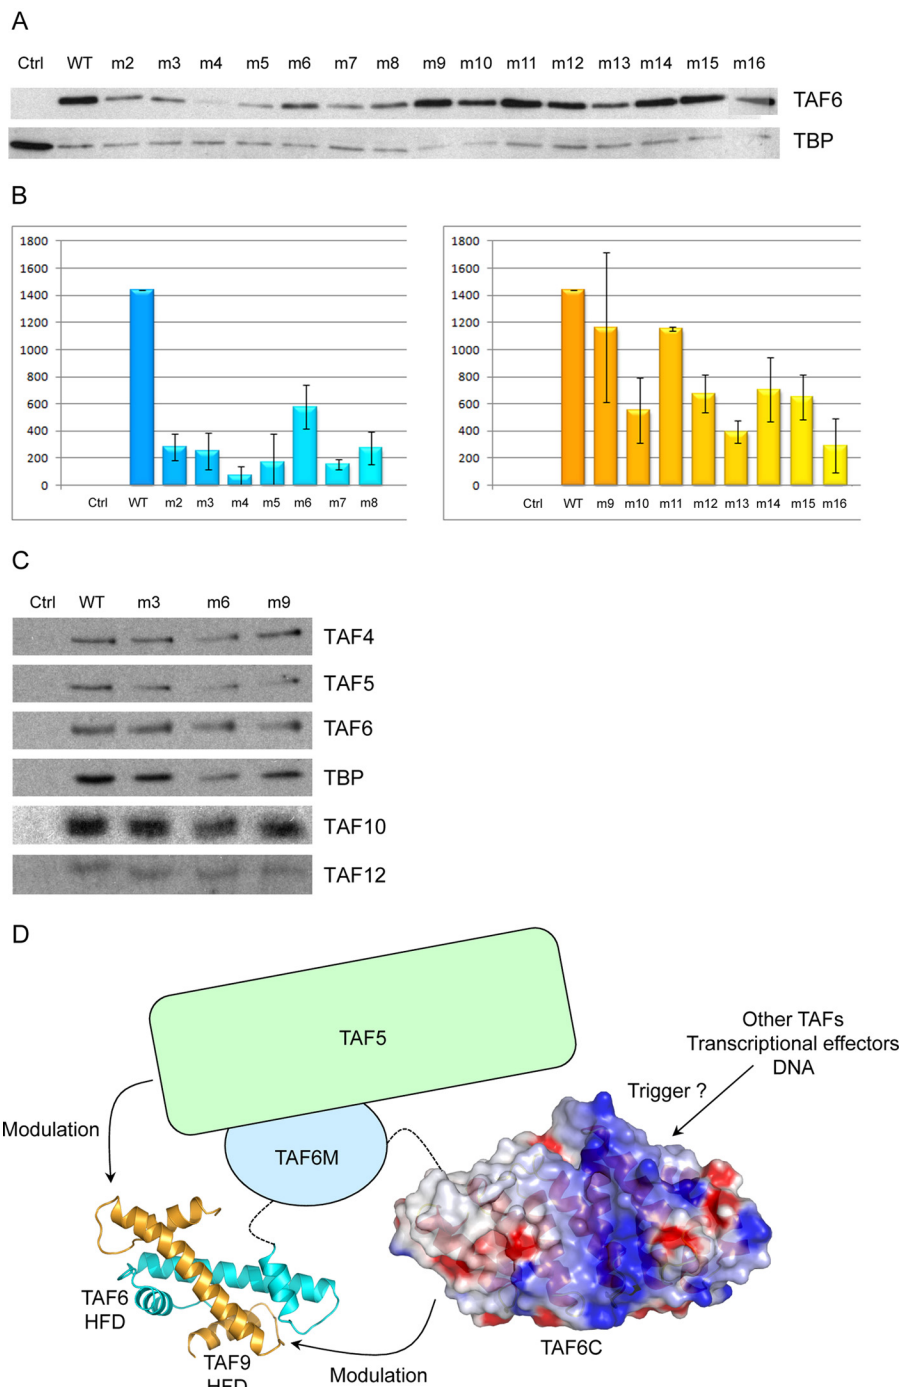 A
Ctrl WT m2 m3 m4 m5 m6 m7 m8 m9 m10 m11 m12 m13 m14 m15 m16
TAF6
TBP
B
1800
1600
1400
1200
1000
800
600
400
200
0
Ctrl WT m2 m3 m4 m5 m6 m7 m8
1800
1600
1400
1200
1000
800
600
400
200
0
Ctrl WT m9 m10 m11 m12 m13 m14 m15 m16
C
Ctrl WT m3 m6 m9
TAF4
TAF5
TAF6
TBP
TAF10
TAF12
D
TAF5
Other TAFs
Transcriptional effectors
DNA
Trigger ?
Modulation
TAF6M
TAF6
HFD
TAF9
HFD
Modulation
TAF6C